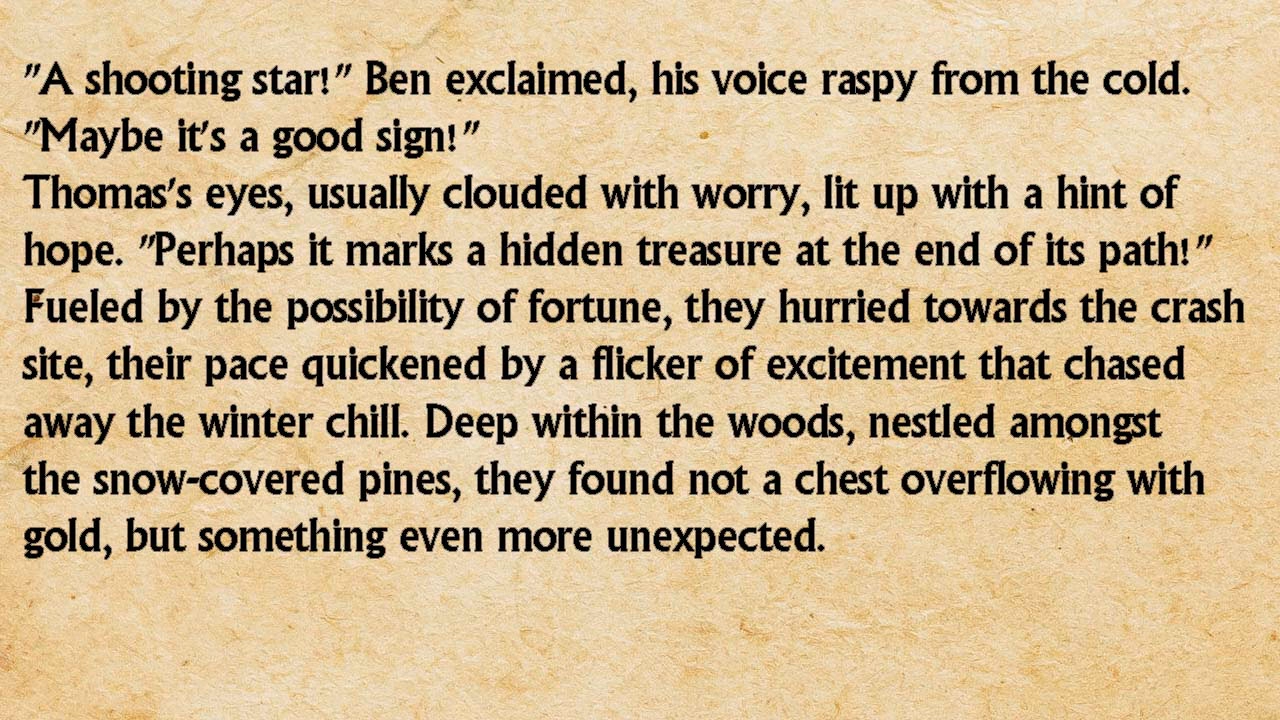 "A shooting star!" Ben exclaimed, his voice raspy from the cold.
"Maybe it's a good sign!"
Thomas's eyes, usually clouded with worry, lit up with a hint of
hope. "Perhaps it marks a hidden treasure at the end of its path!"
Fueled by the possibility of fortune, they hurried towards the crash
site, their pace quickened by a flicker of excitement that chased
away the winter chill. Deep within the woods, nestled amongst
the snow-covered pines, they found not a chest overflowing with
gold, but something even more unexpected.